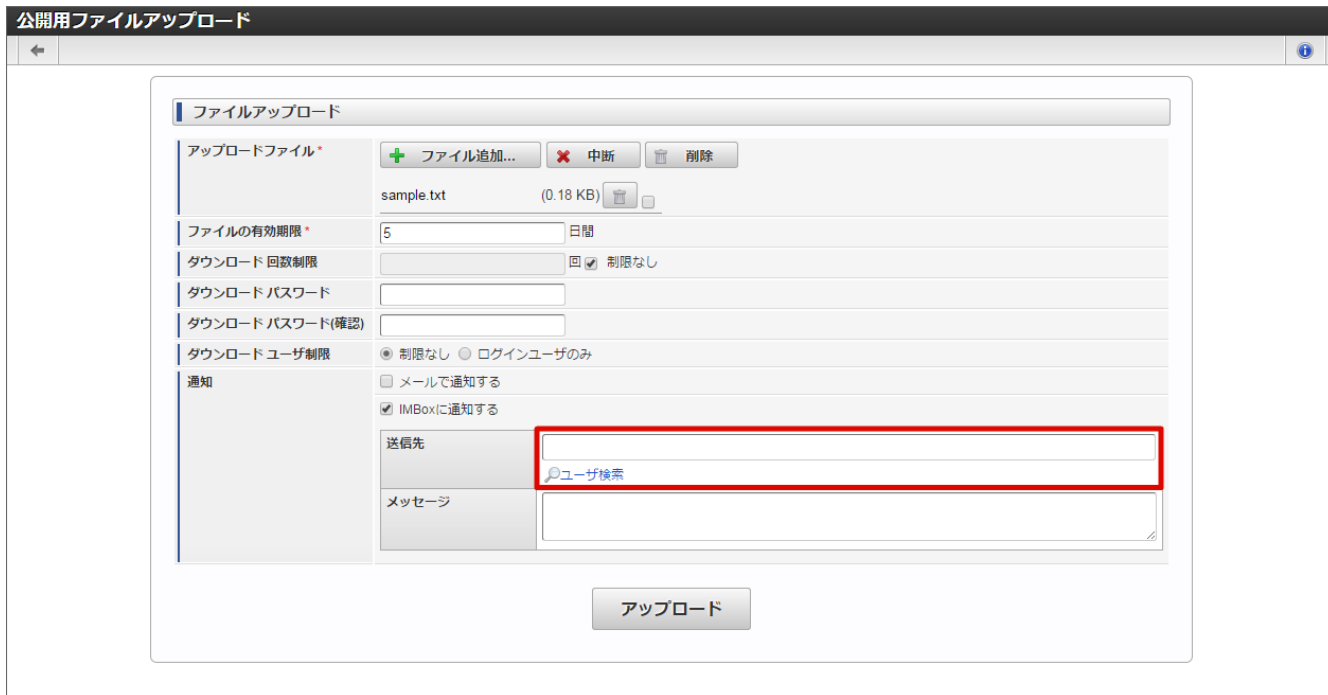 公開用ファイルアップロード
ファイルアップロード
アップロードファイル*
ファイル追加... 中断 削除
sample.txt (0.18 KB)
ファイルの有効期限* 5 日間
ダウンロード 回数制限 回 制限なし
ダウンロード パスワード
ダウンロード パスワード(確認)
ダウンロード ユーザ制限 制限なし ログインユーザのみ
通知 メールで通知する
IMBoxに通知する
送信先
ユーザ検索
メッセージ
アップロード